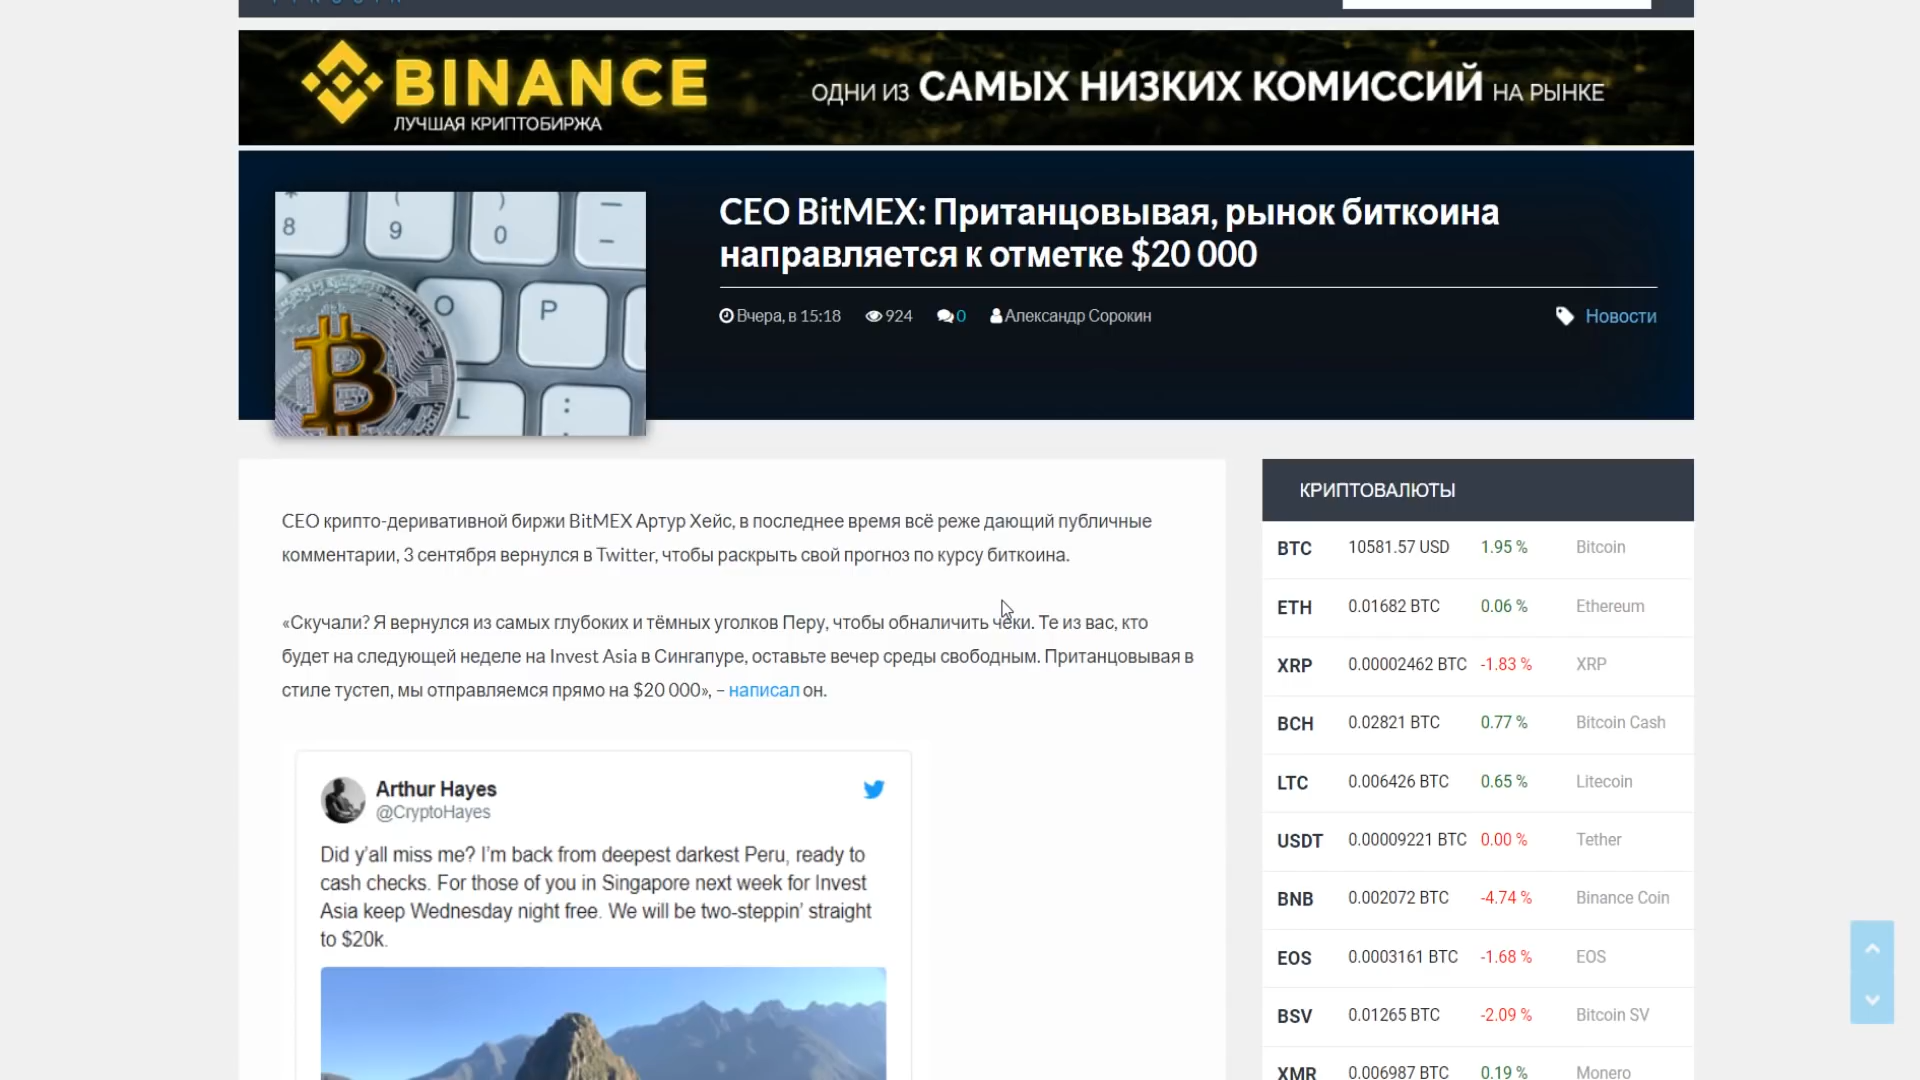 BINANCE
ЛУЧШАЯ КРИПТОБИРЖА
ОДНИ ИЗ САМЫХ НИЗКИХ КОМИССИЙ НА РЫНКЕ
CEO BitMEX: Пританцовывая, рынок биткоина
направляется к отметке $20 000
Вчера, в 15:18 924 0 Александр Сорокин Новости
* ( )
8 9 0
O P
L :
CEO крипто-деривативной биржи BitMEX Артур Хейс, в последнее время всё реже дающий публичные
комментарии, 3 сентября вернулся в Twitter, чтобы раскрыть свой прогноз по курсу биткоина.
«Скучали? Я вернулся из самых глубоких и тёмных уголков Перу, чтобы обналичить чеки. Те из вас, кто
будет на следующей неделе на Invest Asia в Сингапуре, оставьте вечер среды свободным. Пританцовывая в
стиле тустеп, мы отправляемся прямо на $20 000», – написал он.
Arthur Hayes
@CryptoHayes
Did y'all miss me? I'm back from deepest darkest Peru, ready to
cash checks. For those of you in Singapore next week for Invest
Asia keep Wednesday night free. We will be two-steppin' straight
to $20k.
КРИПТОВАЛЮТЫ
BTC 10581.57 USD 1.95 % Bitcoin
ETH 0.01682 BTC 0.06 % Ethereum
XRP 0.00002462 BTC -1.83 % XRP
BCH 0.02821 BTC 0.77 % Bitcoin Cash
LTC 0.006426 BTC 0.65 % Litecoin
USDT 0.00009221 BTC 0.00 % Tether
BNB 0.002072 BTC -4.74 % Binance Coin
EOS 0.0003161 BTC -1.68 % EOS
BSV 0.01265 BTC -2.09 % Bitcoin SV
XMR 0.006987 BTC 0.19 % Monero